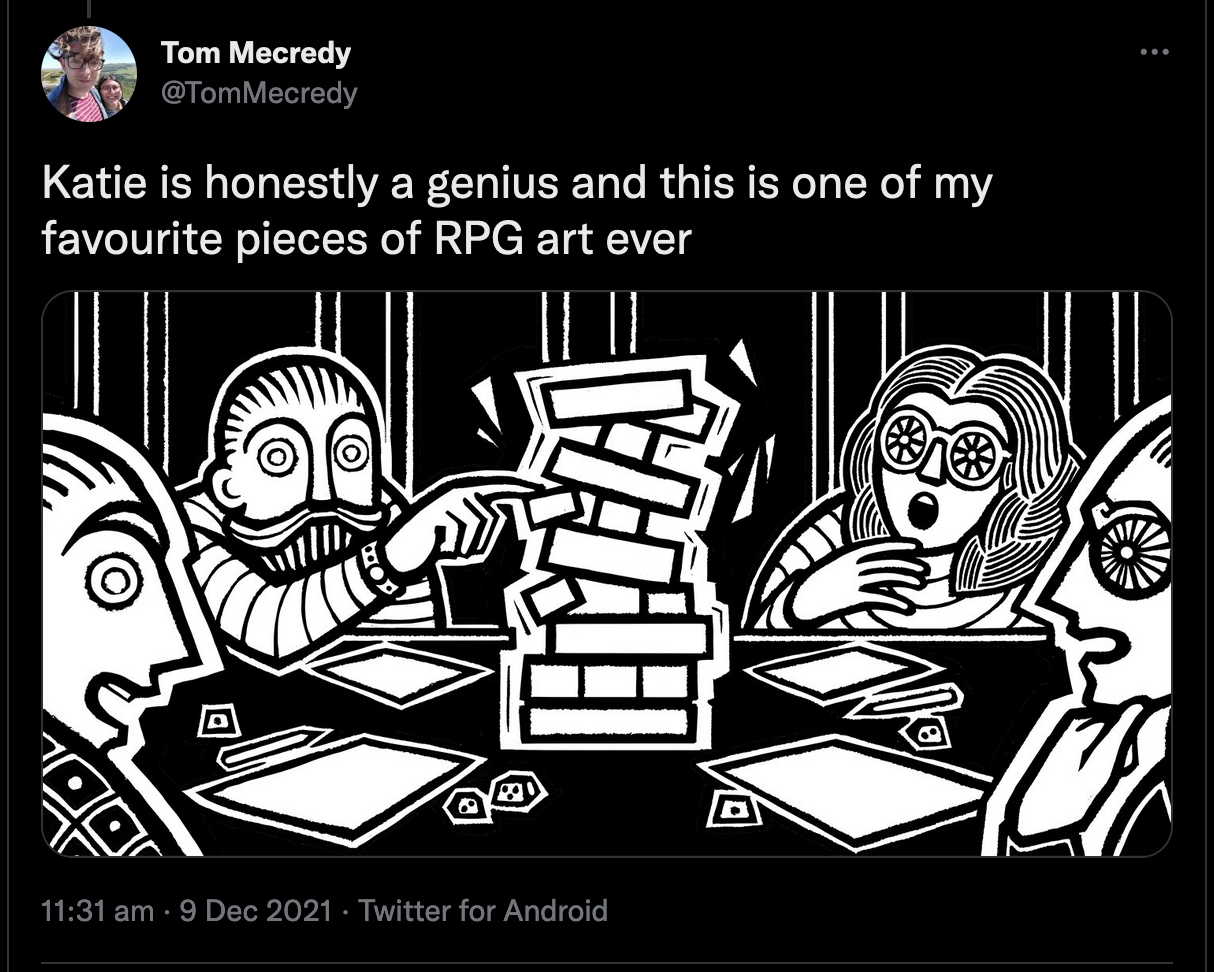 Tom Mecredy
@TomMecredy
Katie is honestly a genius and this is one of my
favourite pieces of RPG art ever
11:31 am · 9 Dec 2021 · Twitter for Android